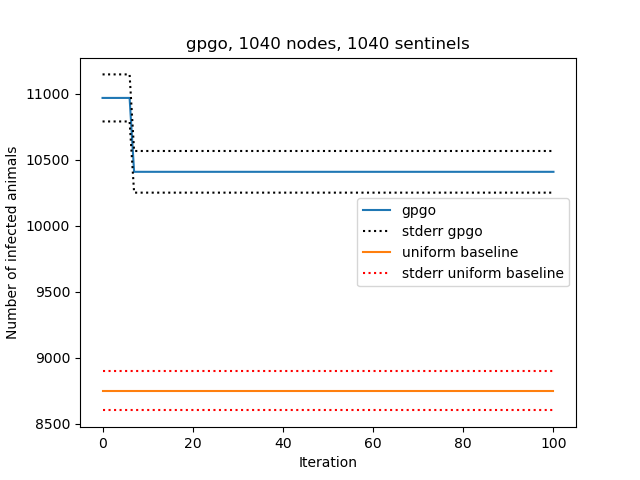 gpgo, 1040 nodes, 1040 sentinels
Number of infected animals
11000
10500
10000
9500
9000
8500
gpgo
stderr gpgo
uniform baseline
stderr uniform baseline
0 20 40 60 80 100
Iteration